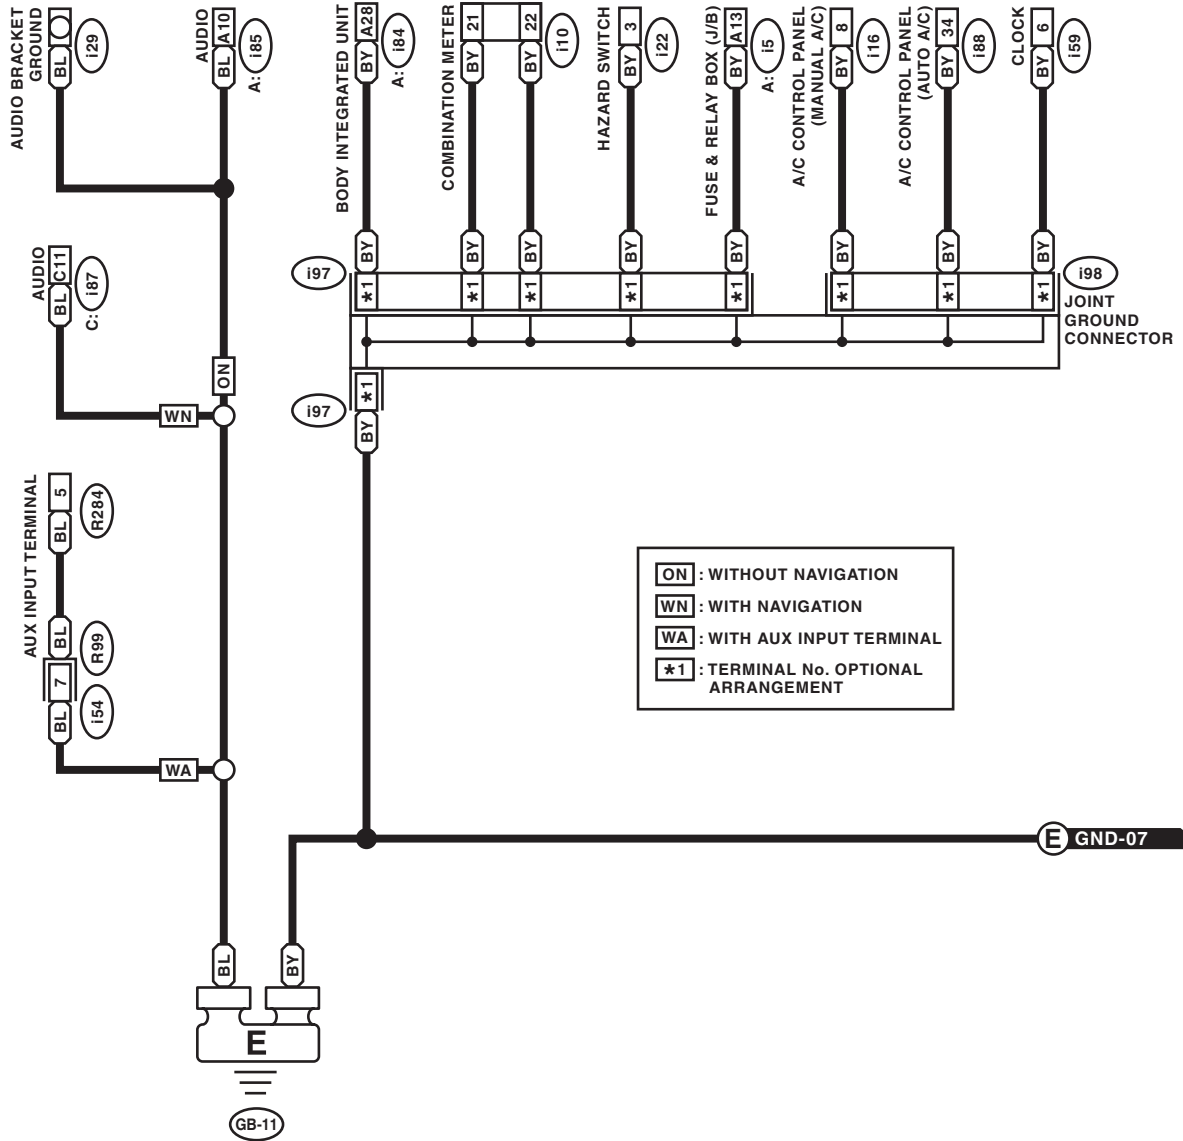 AUDIO BRACKET
GROUND
BL
i29
AUDIO
A10
BL
A: i85
BODY INTEGRATED UNIT
A28
BY
A: i84
COMBINATION METER
21
22
BY
BY
i10
HAZARD SWITCH
3
BY
i22
FUSE & RELAY BOX (J/B)
A13
BY
A: i5
A/C CONTROL PANEL
(MANUAL A/C)
8
BY
i16
A/C CONTROL PANEL
(AUTO A/C)
34
BY
i88
CLOCK
6
BY
i59
AUDIO
C11
BL
C: i87
BY
BY
BY
BY
BY
BY
BY
BY
i97
*1
*1
*1
*1
*1
*1
*1
*1
i98
JOINT
GROUND
CONNECTOR
ON
WN
*1
i97
BY
AUX INPUT TERMINAL
5
BL
R284
BL
R99
7
BL
i54
WA
ON : WITHOUT NAVIGATION
WN : WITH NAVIGATION
WA : WITH AUX INPUT TERMINAL
*1 : TERMINAL No. OPTIONAL
ARRANGEMENT
E GND-07
BL
BY
E
GB-11